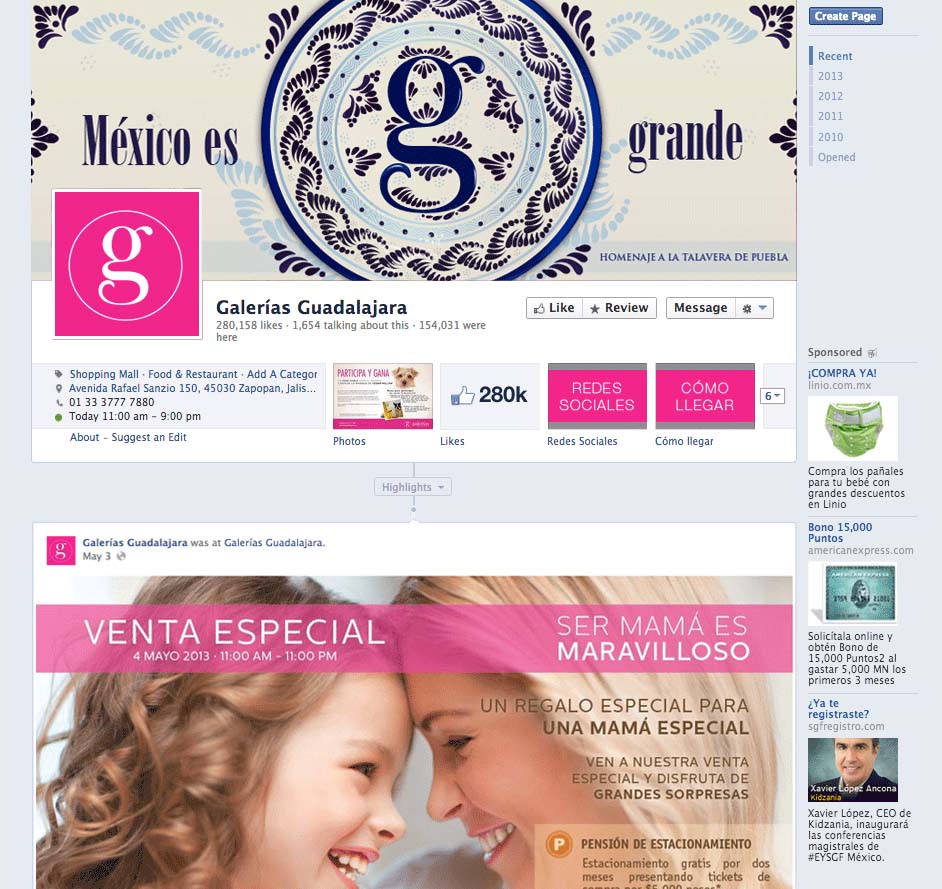 México es
g
grande
HOMENAJE A LA TALAVERA DE PUEBLA
g
Galerías Guadalajara
280,158 likes · 1,654 talking about this · 154,031 were
here
Like
Review
Message
Shopping Mall · Food & Restaurant · Add A Categor
Avenida Rafael Sanzio 150, 45030 Zapopan, Jalis...
01 33 3777 7880
Today 11:00 am - 9:00 pm
About - Suggest an Edit
PARTICIPA Y GANA
Photos
280k
Likes
REDES
SOCIALES
Redes Sociales
CÓMO
LLEGAR
Cómo llegar
6
Highlights
g
Galerías Guadalajara was at Galerías Guadalajara.
May 3
VENTA ESPECIAL
4 MAYO 2013 · 11:00 AM – 11:00 PM
SER MAMÁ ES
MARAVILLOSO
UN REGALO ESPECIAL PARA
UNA MAMÁ ESPECIAL
VEN A NUESTRA VENTA
ESPECIAL Y DISFRUTA DE
GRANDES SORPRESAS
P
PENSIÓN DE ESTACIONAMIENTO
Estacionamiento gratis por dos
meses presentando tickets de
compra por $5,000 pesos*
Create Page
Recent
2013
2012
2011
2010
Opened
Sponsored
¡COMPRA YA!
linio.com.mx
Compra los pañales
para tu bebé con
grandes descuentos
en Linio
Bono 15,000
Puntos
americanexpress.com
AMERICAN EXPRESS
Solicítala online y
obtén Bono de
15,000 Puntos2 al
gastar 5,000 MN los
primeros 3 meses
¿Ya te
registraste?
sgfregistro.com
Xavier López Ancona
Kidzania
Xavier López, CEO de
Kidzania, inaugurará
las conferencias
magistrales de
#EYSGF México.